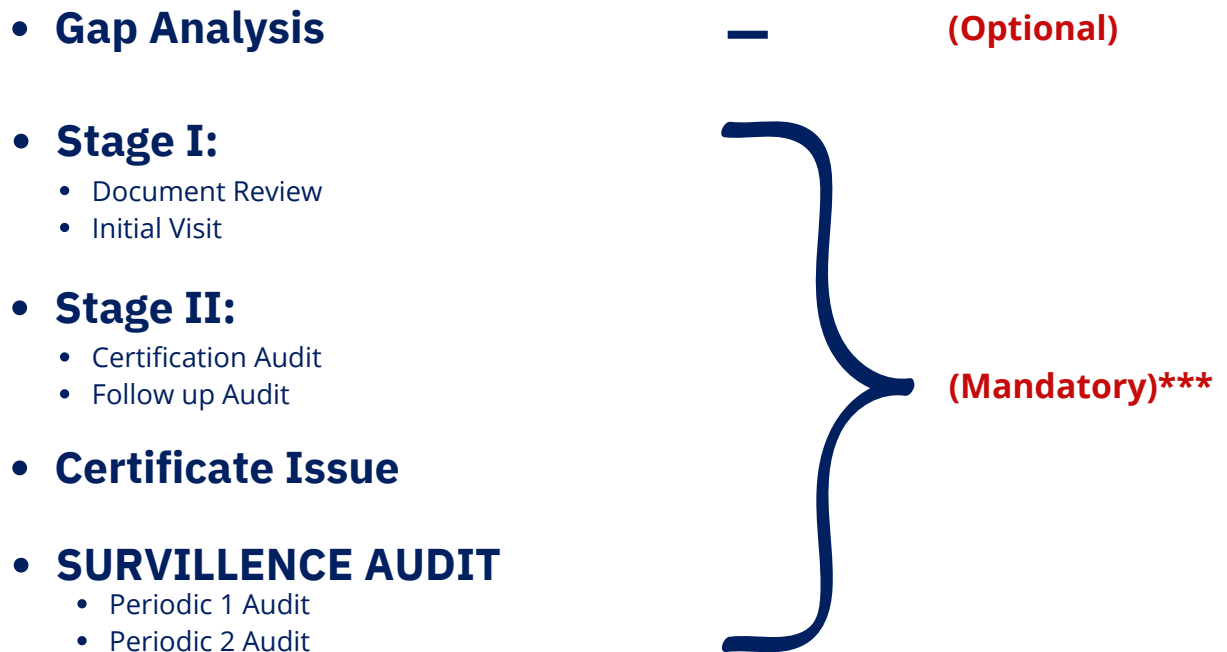 • Gap Analysis – (Optional)
• Stage I:
• Document Review
• Initial Visit
• Stage II:
• Certification Audit
• Follow up Audit
(Mandatory)***
• Certificate Issue
• SURVILLENCE AUDIT
• Periodic 1 Audit
• Periodic 2 Audit